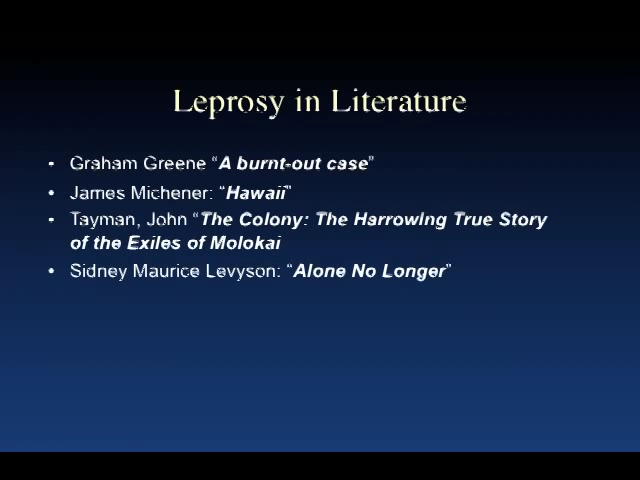 Leprosy in Literature
• Graham Greene “A burnt-out case”
• James Michener: “Hawaii”
• Tayman, John “The Colony: The Harrowing True Story
of the Exiles of Molokai
• Sidney Maurice Levyson: “Alone No Longer”